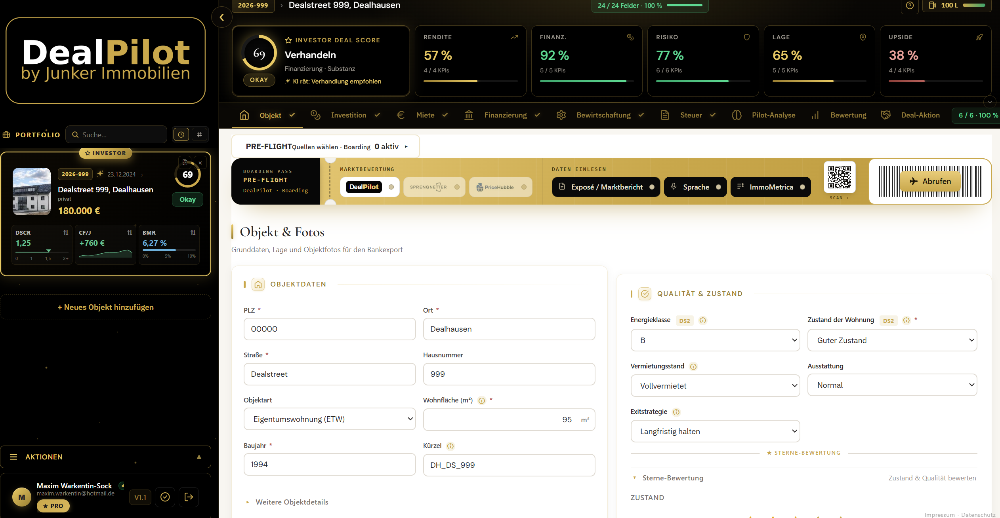 DealPilot
by Junker Immobilien
PORTFOLIO
Suche...
#
INVESTOR
2026-999
23.12.2024
69
Dealstreet 999, Dealhausen
privat
180.000 €
Okay
DSCR
1,25
0 1 1,5 2+
CF/J
+760 €
BMR
6,27 %
0% 5% 10%
+ Neues Objekt hinzufügen
AKTIONEN
M
Maxim Warkentin-Sock
maxim.warkentin@hotmail.de
★ PRO
V1.1
2026-999 › Dealstreet 999, Dealhausen
24 / 24 Felder · 100 %
100 L
69
OKAY
INVESTOR DEAL SCORE
Verhandeln
Finanzierung · Substanz
KI rät: Verhandlung empfohlen
RENDITE
57 %
4 / 4 KPIs
FINANZ.
92 %
5 / 5 KPIs
RISIKO
77 %
6 / 6 KPIs
LAGE
65 %
5 / 5 KPIs
UPSIDE
38 %
4 / 4 KPIs
Objekt
Investition
Miete
Finanzierung
Bewirtschaftung
Steuer
Pilot-Analyse
Bewertung
Deal-Aktion
6 / 6 · 100 %
PRE-FLIGHT Quellen wählen · Boarding 0 aktiv
BOARDING PASS
PRE-FLIGHT
DealPilot · Boarding
MARKTBEWERTUNG
DealPilot
SPRENGNETTER
PriceHubble
DATEN EINLESEN
Exposé / Marktbericht
Sprache
ImmoMetrica
SCAN ›
Abrufen
Objekt & Fotos
Grunddaten, Lage und Objektfotos für den Bankexport
OBJEKTDATEN
PLZ *
00000
Ort *
Dealhausen
Straße *
Dealstreet
Hausnummer
999
Objektart
Eigentumswohnung (ETW)
Wohnfläche (m²) *
95 m²
Baujahr *
1994
Kürzel
DH_DS_999
Weitere Objektdetails
QUALITÄT & ZUSTAND
Energieklasse DS2
B
Zustand der Wohnung DS2 *
Guter Zustand
Vermietungsstand
Vollvermietet
Ausstattung
Normal
Exitstrategie
Langfristig halten
★ STERNE-BEWERTUNG
Sterne-Bewertung
Zustand & Qualität bewerten
ZUSTAND
Impressum · Datenschutz